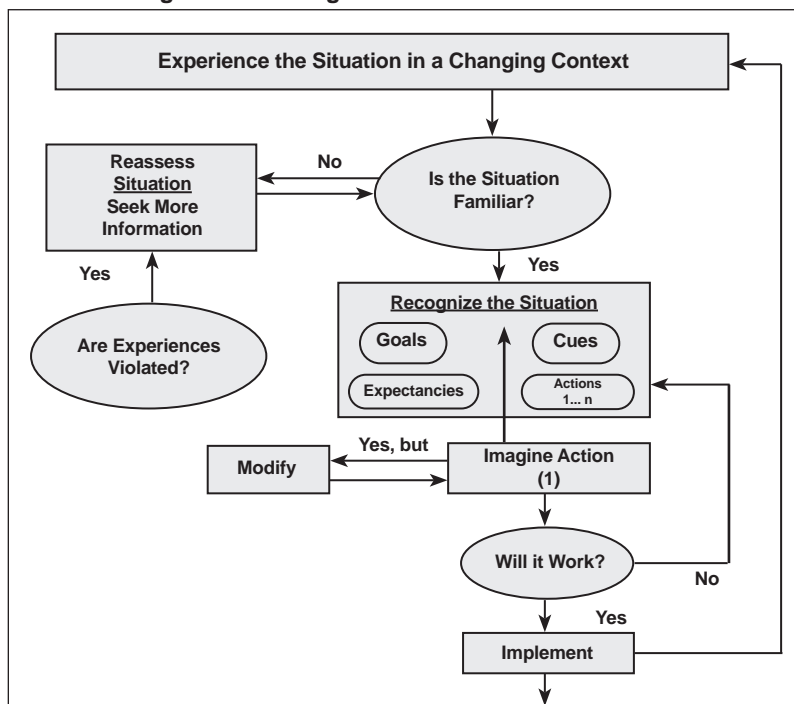 Experience the Situation in a Changing Context
No
Reassess
Situation
Seek More
Information
Is the Situation
Familiar?
Yes
Yes
Are Experiences
Violated?
Recognize the Situation
Goals
Cues
Expectancies
Actions
1... n
Yes, but
Modify
Imagine Action
(1)
Will it Work?
No
Yes
Implement